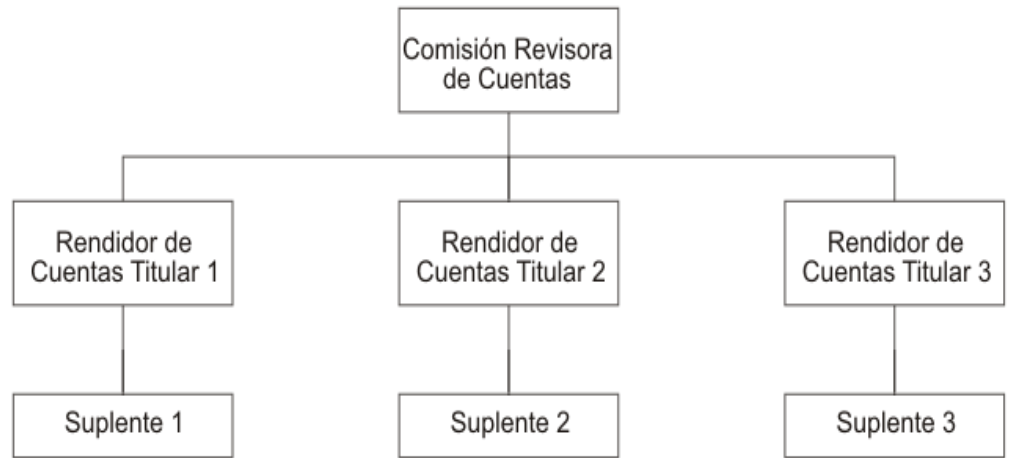 Comisión Revisora
de Cuentas
Rendidor de
Cuentas Titular 1
Rendidor de
Cuentas Titular 2
Rendidor de
Cuentas Titular 3
Suplente 1
Suplente 2
Suplente 3